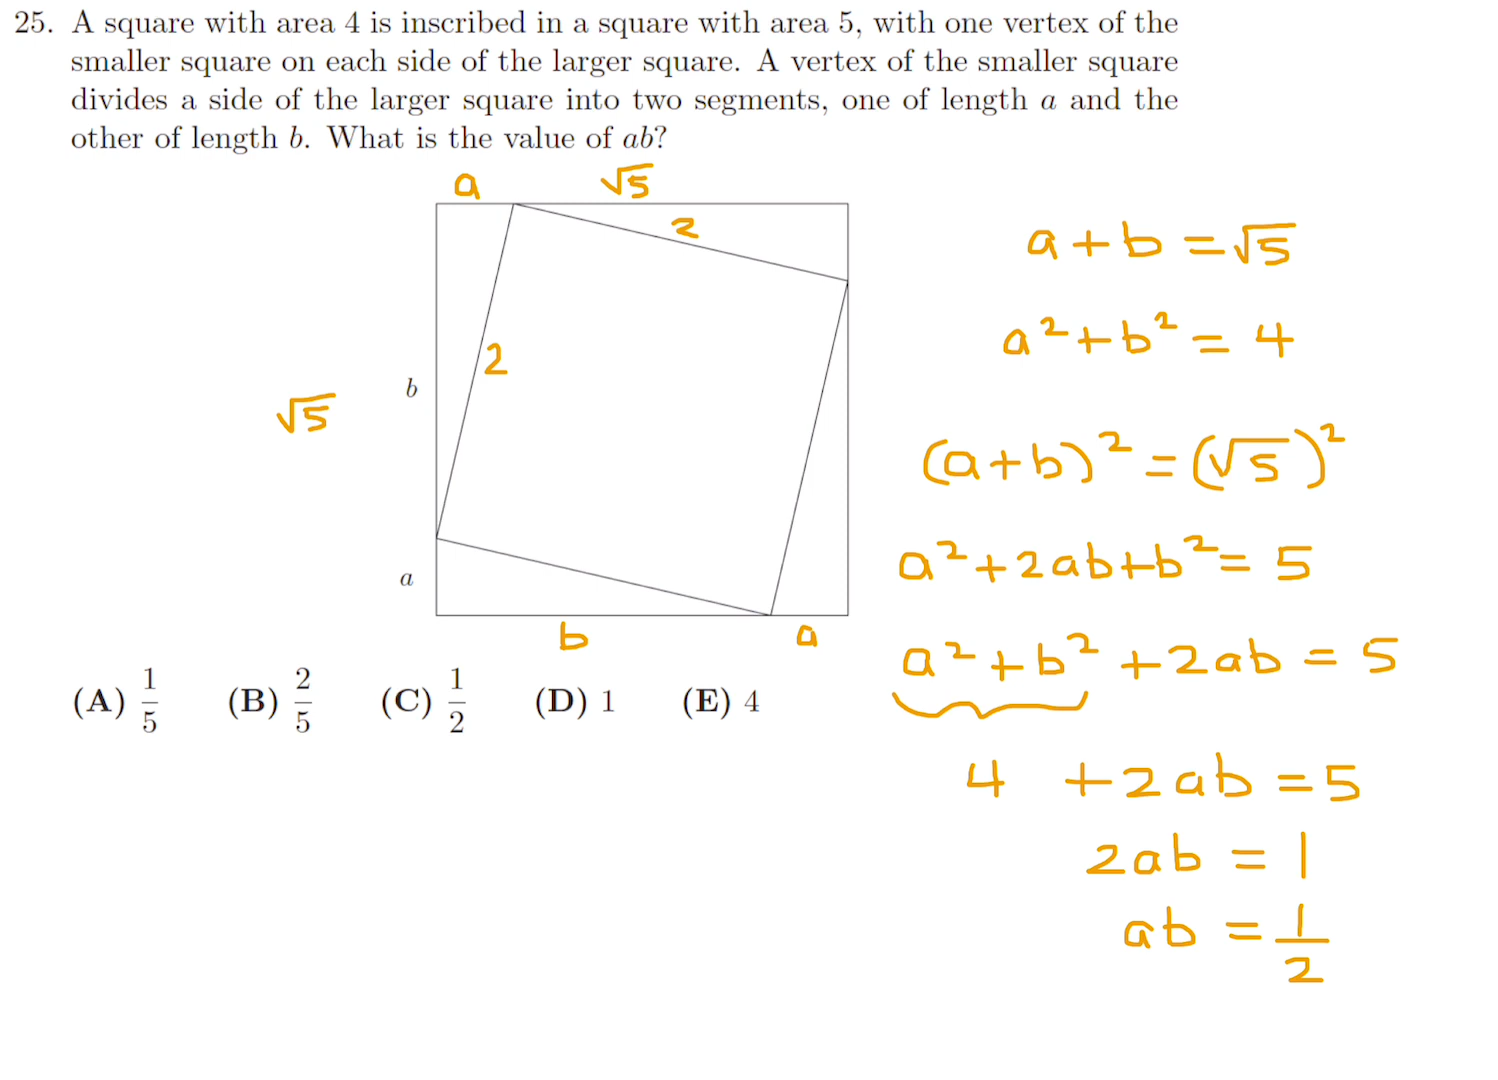 25. A square with area 4 is inscribed in a square with area 5, with one vertex of the
smaller square on each side of the larger square. A vertex of the smaller square
divides a side of the larger square into two segments, one of length a and the
other of length b. What is the value of ab?
a √5
2
a + b = √5
a² + b² = 4
2
b
√5
(a+b)² = (√5)²
a² + 2ab + b² = 5
a
b a
a² + b² + 2ab = 5
(A) 1/5 (B) 2/5 (C) 1/2 (D) 1 (E) 4
4 + 2ab = 5
2ab = 1
ab = 1/2